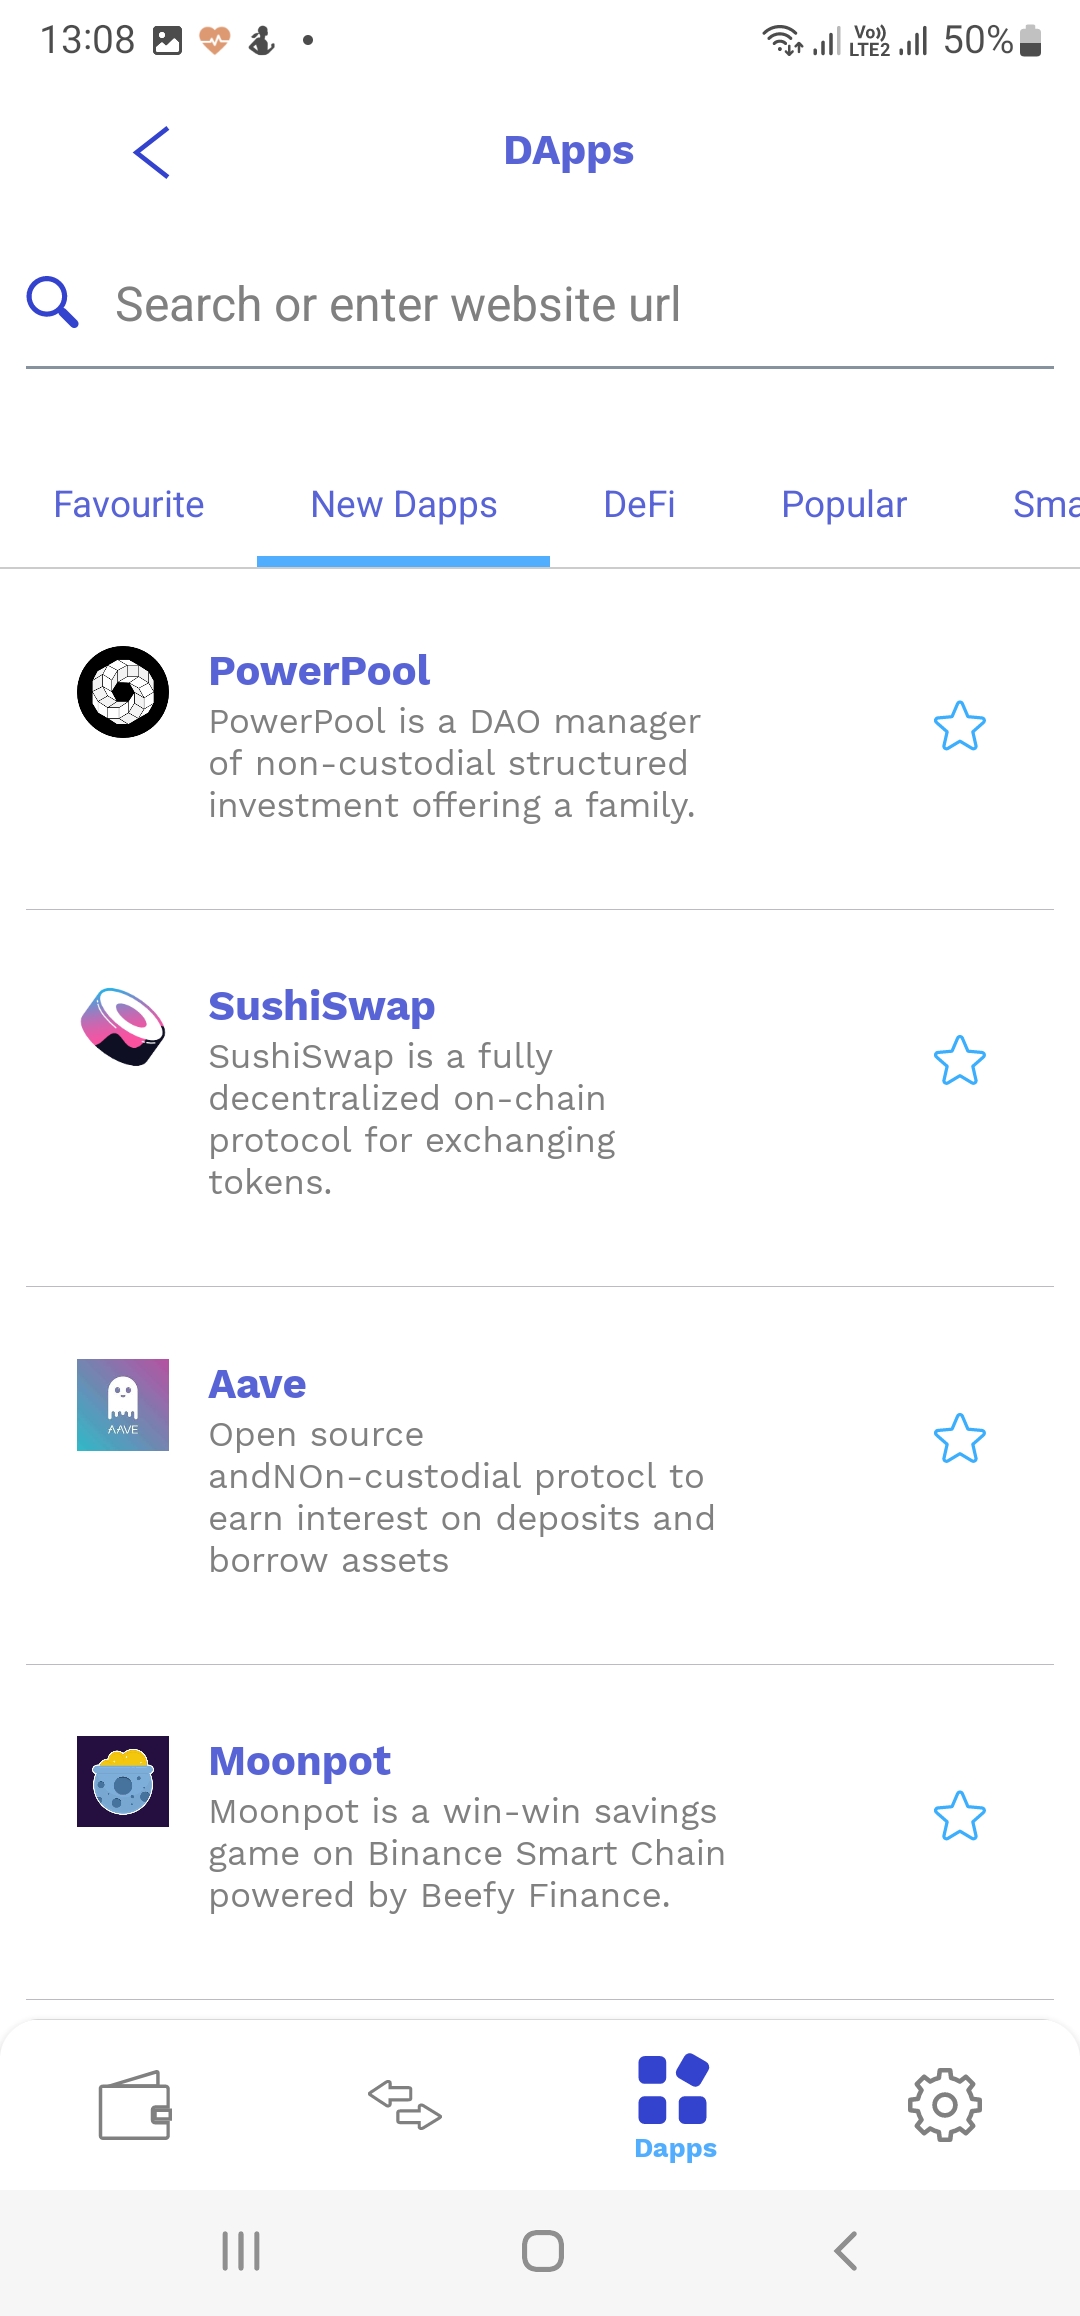 13:08
Vo))
LTE2
50%
DApps
Search or enter website url
Favourite New Dapps DeFi Popular Sma
PowerPool
PowerPool is a DAO manager
of non-custodial structured
investment offering a family.
SushiSwap
SushiSwap is a fully
decentralized on-chain
protocol for exchanging
tokens.
AAVE
Aave
Open source
andNOn-custodial protocl to
earn interest on deposits and
borrow assets
Moonpot
Moonpot is a win-win savings
game on Binance Smart Chain
powered by Beefy Finance.
Dapps